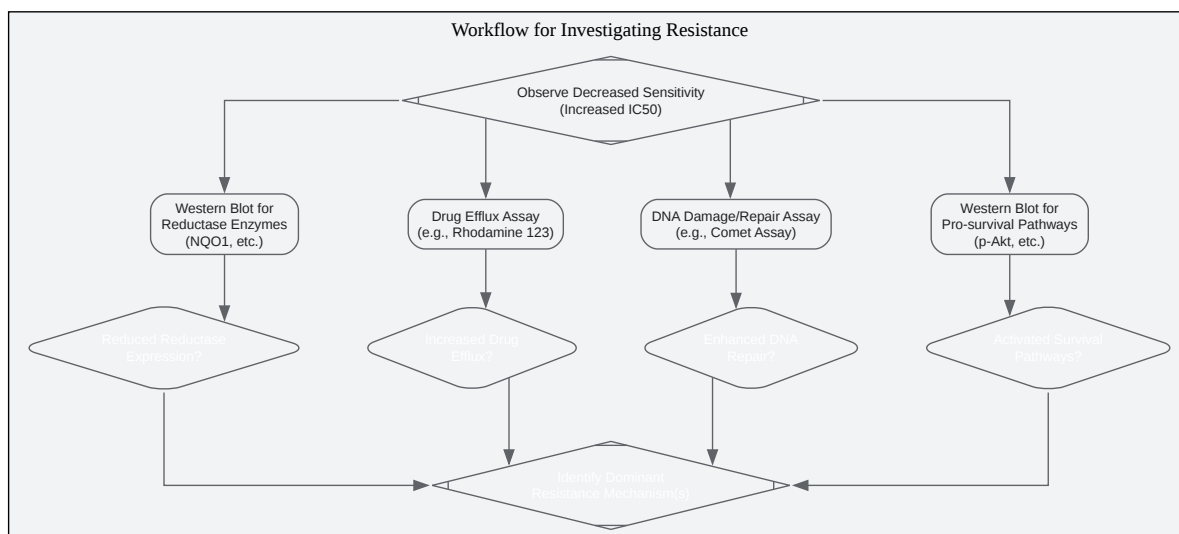 Workflow for Investigating Resistance
Observe Decreased Sensitivity
(Increased IC50)
Western Blot for
Reductase Enzymes
(NQO1, etc.)
Drug Efflux Assay
(e.g., Rhodamine 123)
DNA Damage/Repair Assay
(e.g., Comet Assay)
Western Blot for
Pro-survival Pathways
(p-Akt, etc.)
Reduced Reductase
Expression?
Increased Drug
Efflux?
Enhanced DNA
Repair?
Activated Survival
Pathways?
Identify Dominant
Resistance Mechanism(s)